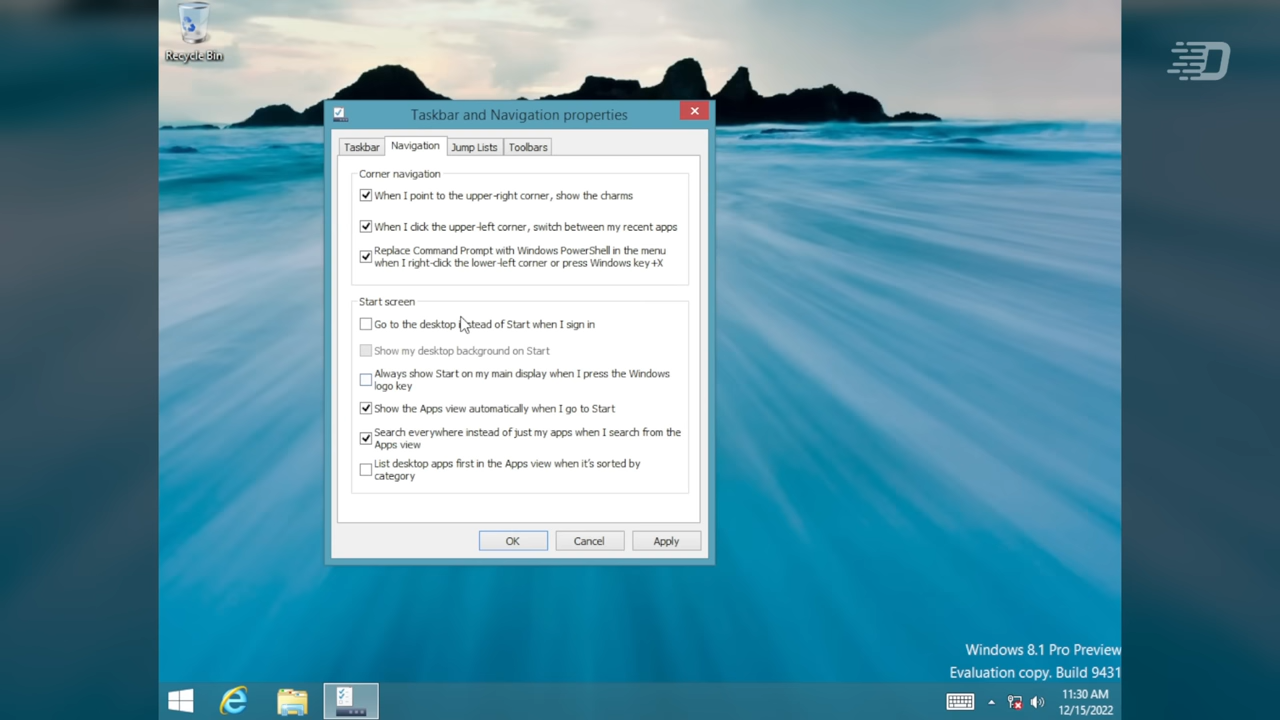 Recycle Bin
Taskbar and Navigation properties
Taskbar
Navigation
Jump Lists
Toolbars
Corner navigation
When I point to the upper-right corner, show the charms
When I click the upper-left corner, switch between my recent apps
Replace Command Prompt with Windows PowerShell in the menu
when I right-click the lower-left corner or press Windows key+X
Start screen
Go to the desktop instead of Start when I sign in
Show my desktop background on Start
Always show Start on my main display when I press the Windows
logo key
Show the Apps view automatically when I go to Start
Search everywhere instead of just my apps when I search from the
Apps view
List desktop apps first in the Apps view when it's sorted by
category
OK
Cancel
Apply
Windows 8.1 Pro Preview
Evaluation copy. Build 9431
11:30 AM
12/15/2022